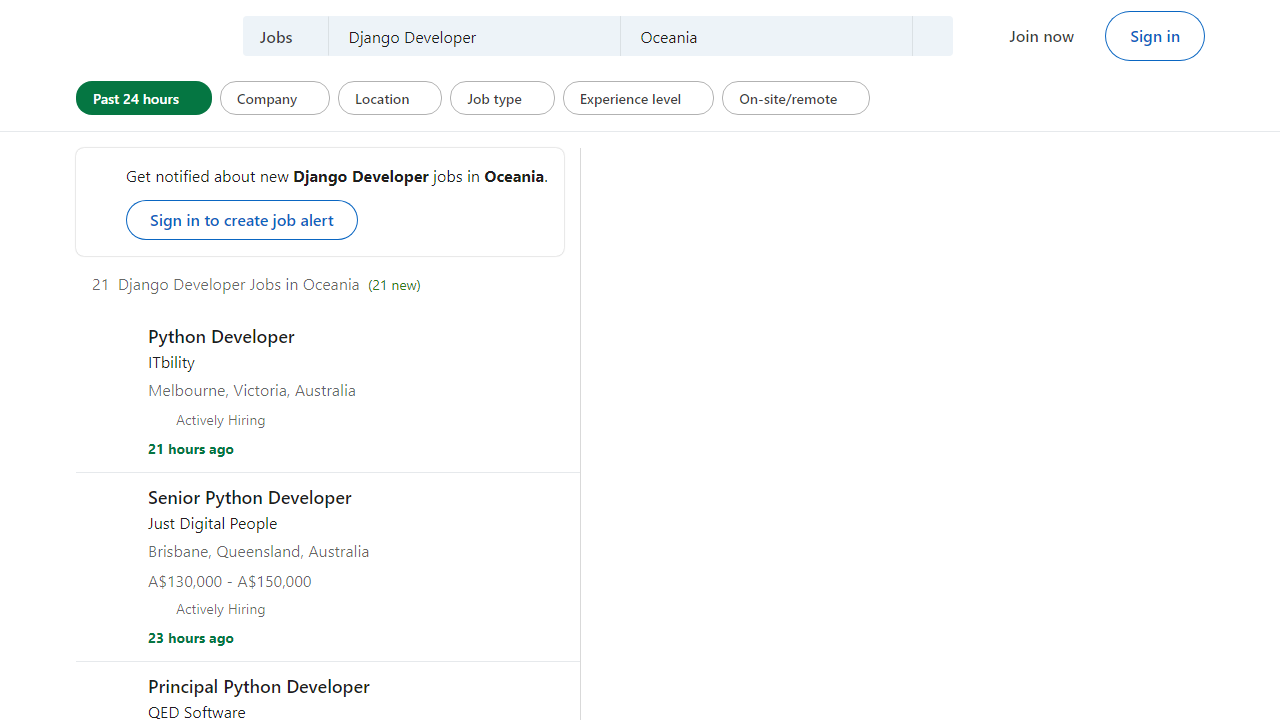 Jobs Django Developer Oceania Join now Sign in
Past 24 hours Company Location Job type Experience level On-site/remote
Get notified about new Django Developer jobs in Oceania.
Sign in to create job alert
21 Django Developer Jobs in Oceania (21 new)
Python Developer
ITbility
Melbourne, Victoria, Australia
Actively Hiring
21 hours ago
Senior Python Developer
Just Digital People
Brisbane, Queensland, Australia
A$130,000 - A$150,000
Actively Hiring
23 hours ago
Principal Python Developer
QED Software